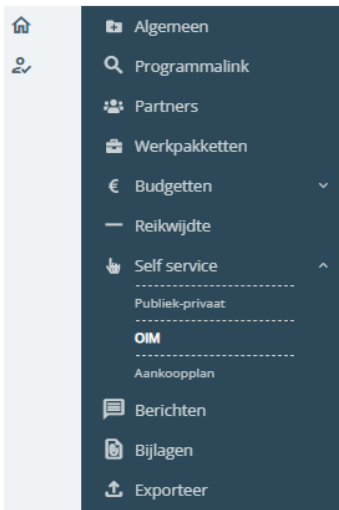 Algemeen
Programmalink
Partners
Werkpakketten
Budgetten
Reikwijdte
Self service
Publiek-privaat
OIM
Aankoopplan
Berichten
Bijlagen
Exporteer